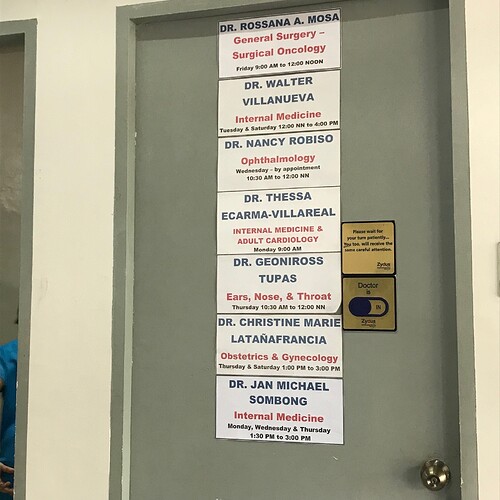 DR. ROSSANA A. MOSA
General Surgery –
Surgical Oncology
Friday 9:00 AM to 12:00 NOON
DR. WALTER
VILLANUEVA
Internal Medicine
Tuesday & Saturday 12:00 NN to 4:00 PM
DR. NANCY ROBISO
Ophthalmology
Wednesday – by appointment
10:30 AM to 12:00 NN
DR. THESSA
ECARMA-VILLAREAL
INTERNAL MEDICINE &
ADULT CARDIOLOGY
Monday 9:00 AM
DR. GEONIROSS
TUPAS
Ears, Nose, & Throat
Thursday 10:30 AM to 12:00 NN
DR. CHRISTINE MARIE
LATAÑAFRANCIA
Obstetrics & Gynecology
Thursday & Saturday 1:00 PM to 3:00 PM
DR. JAN MICHAEL
SOMBONG
Internal Medicine
Monday, Wednesday & Thursday
1:30 PM to 3:00 PM
Please wait for
your turn patiently...
You too, will receive the
same careful attention.
Zydus
Doctor
is
IN
Zydus